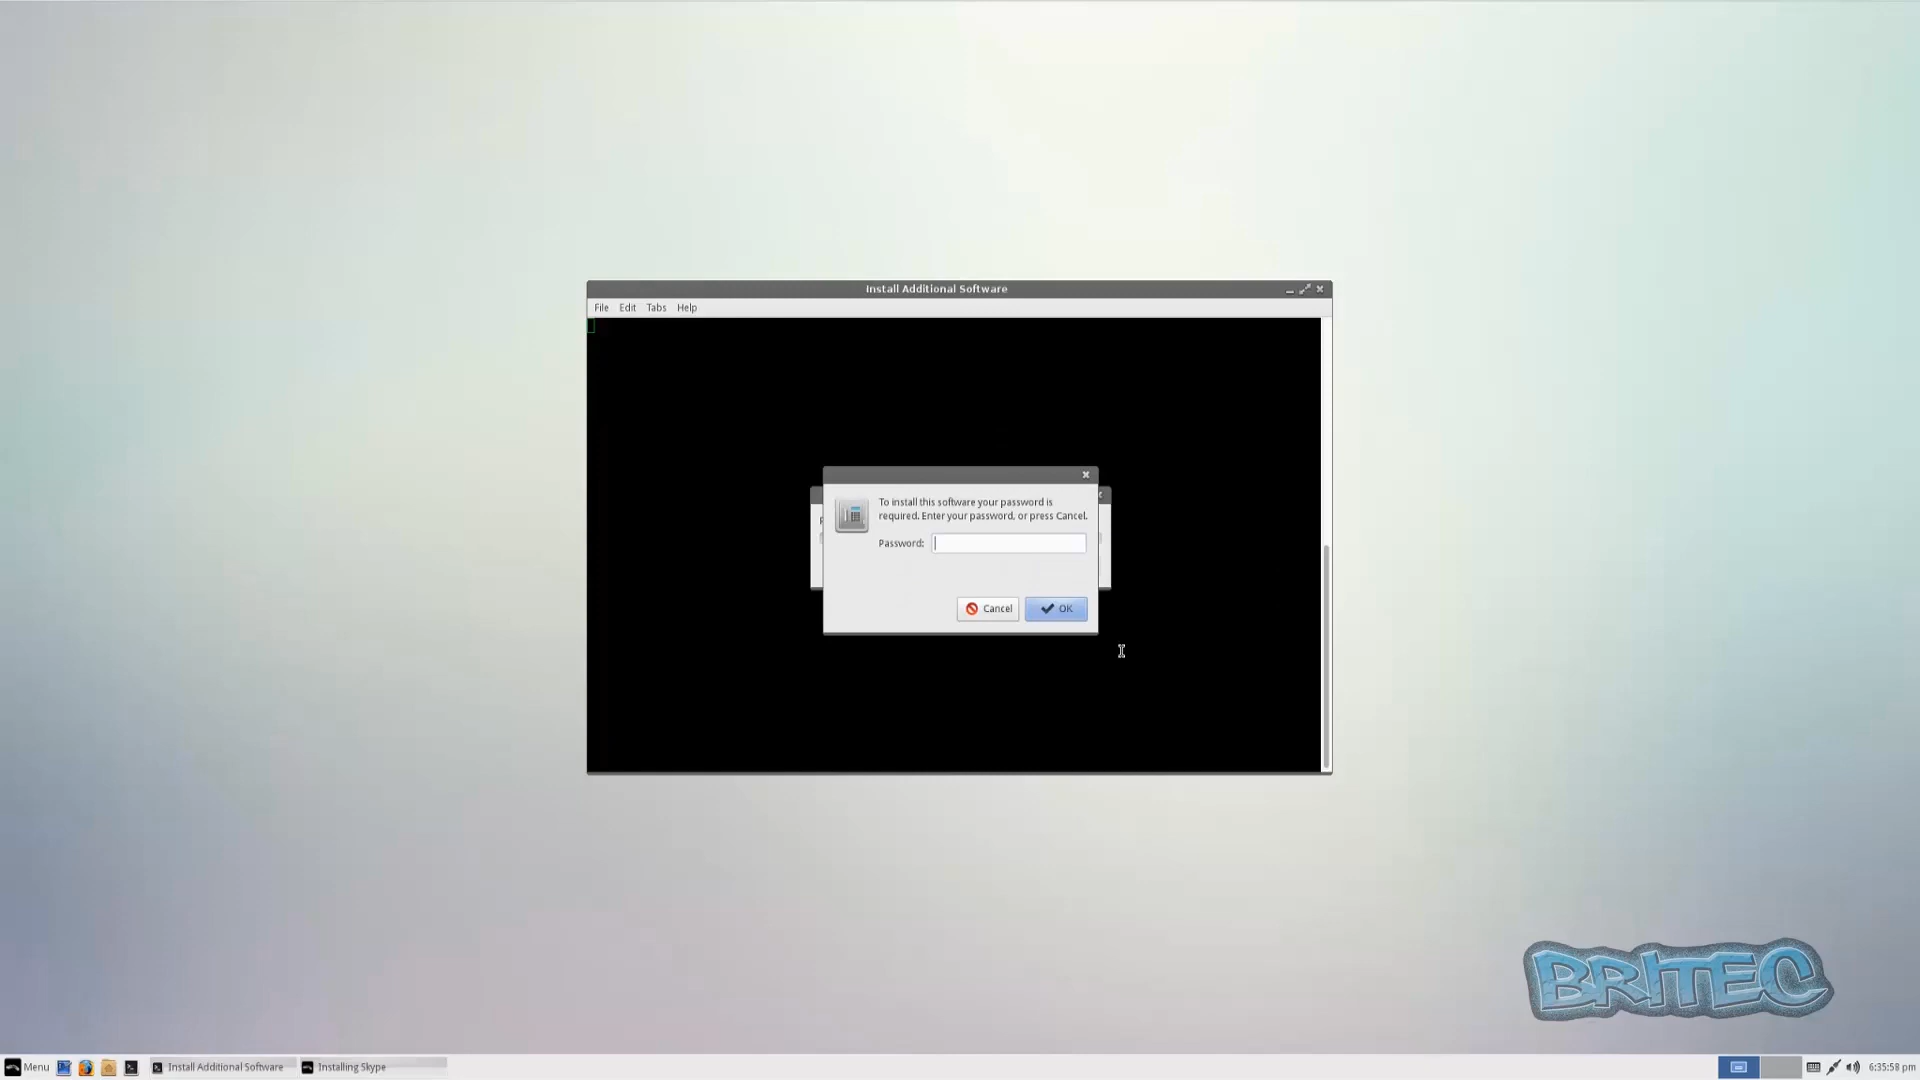 Install Additional Software
File Edit Tabs Help
To install this software your password is
required. Enter your password, or press Cancel.
Password:
Cancel OK
BRITEC
Menu Install Additional Software Installing Skype 6:35:58 pm